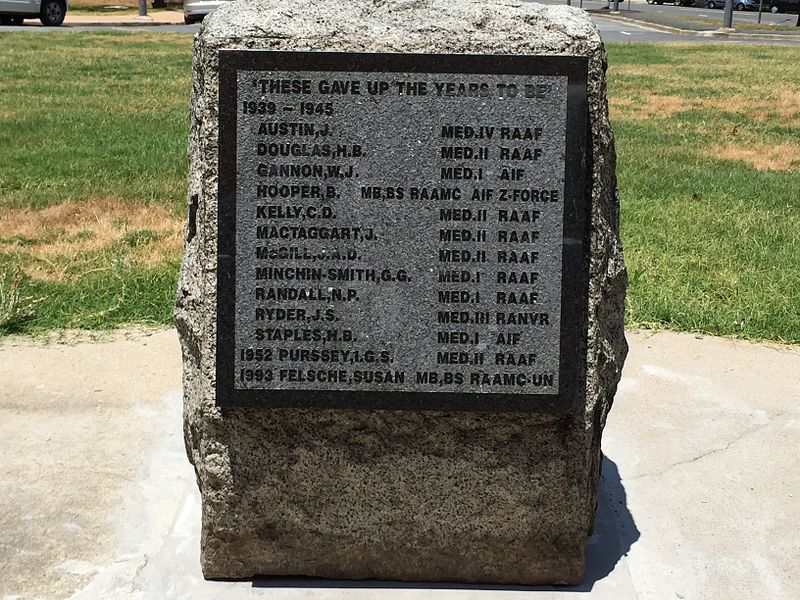 'THESE GAVE UP THE YEARS TO BE'
1939 – 1945
AUSTIN,J. MED.IV RAAF
DOUGLAS,H.B. MED.II RAAF
GANNON,W.J. MED.I AIF
HOOPER,B. MB,BS RAAMC AIF Z-FORCE
KELLY,C.D. MED.II RAAF
MACTAGGART,J. MED.II RAAF
McGILL,J.A.D. MED.II RAAF
MINCHIN-SMITH,G.G. MED.I RAAF
RANDALL,N.P. MED.I RAAF
RYDER,J.S. MED.III RANVR
STAPLES,H.B. MED.I AIF
1952 PURSSEY,I.G.S. MED.II RAAF
1993 FELSCHE,SUSAN MB,BS RAAMC-UN